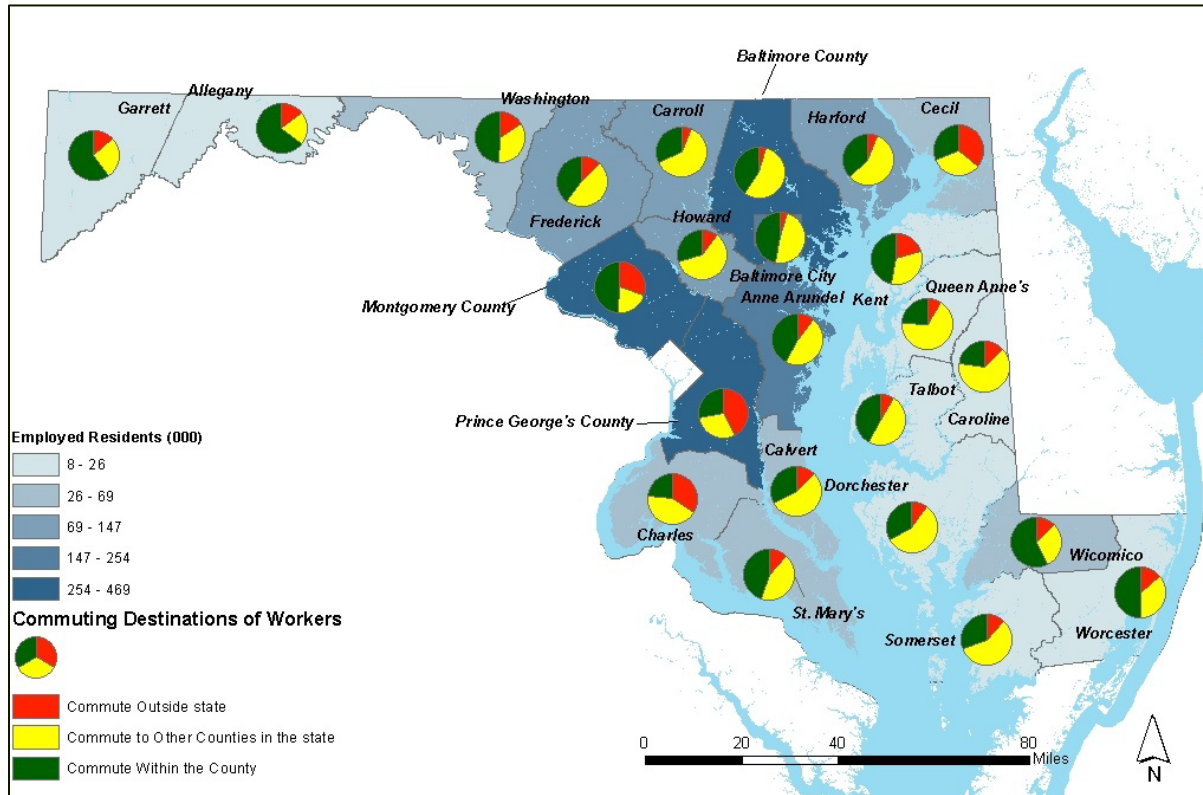 Baltimore County
Garrett
Allegany
Washington
Carroll
Harford
Cecil
Frederick
Howard
Baltimore City
Anne Arundel
Kent
Queen Anne's
Montgomery County
Talbot
Caroline
Prince George's County
Calvert
Dorchester
Charles
St. Mary's
Wicomico
Somerset
Worcester
Employed Residents (000)
8 - 26
26 - 69
69 - 147
147 - 254
254 - 469
Commuting Destinations of Workers
Commute Outside state
Commute to Other Counties in the state
Commute Within the County
0 20 40 60 80
Miles
N